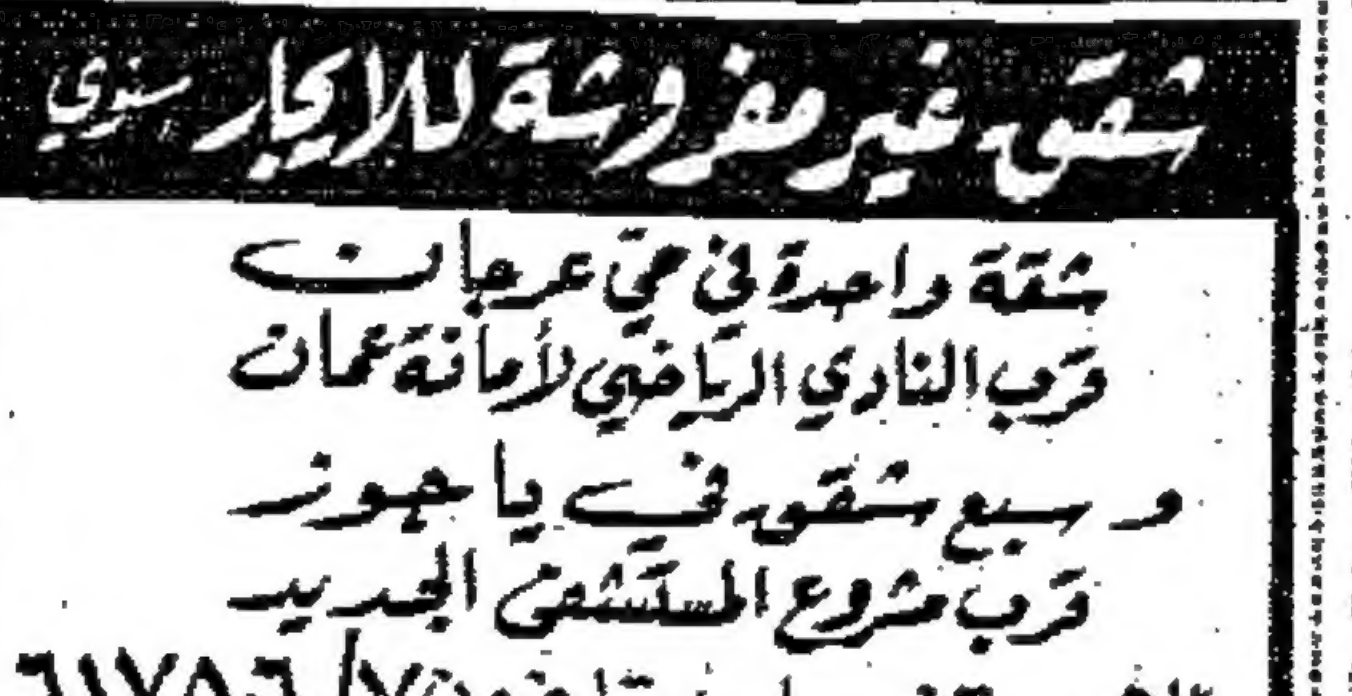 شقق غير مفروشة للايجار سنوي
شقة واحدة في حي عرجان
قرب النادي الرياضي لأمانة عمان
و سبع شقق في ياجوز
قرب مشروع المستشفى الجديد